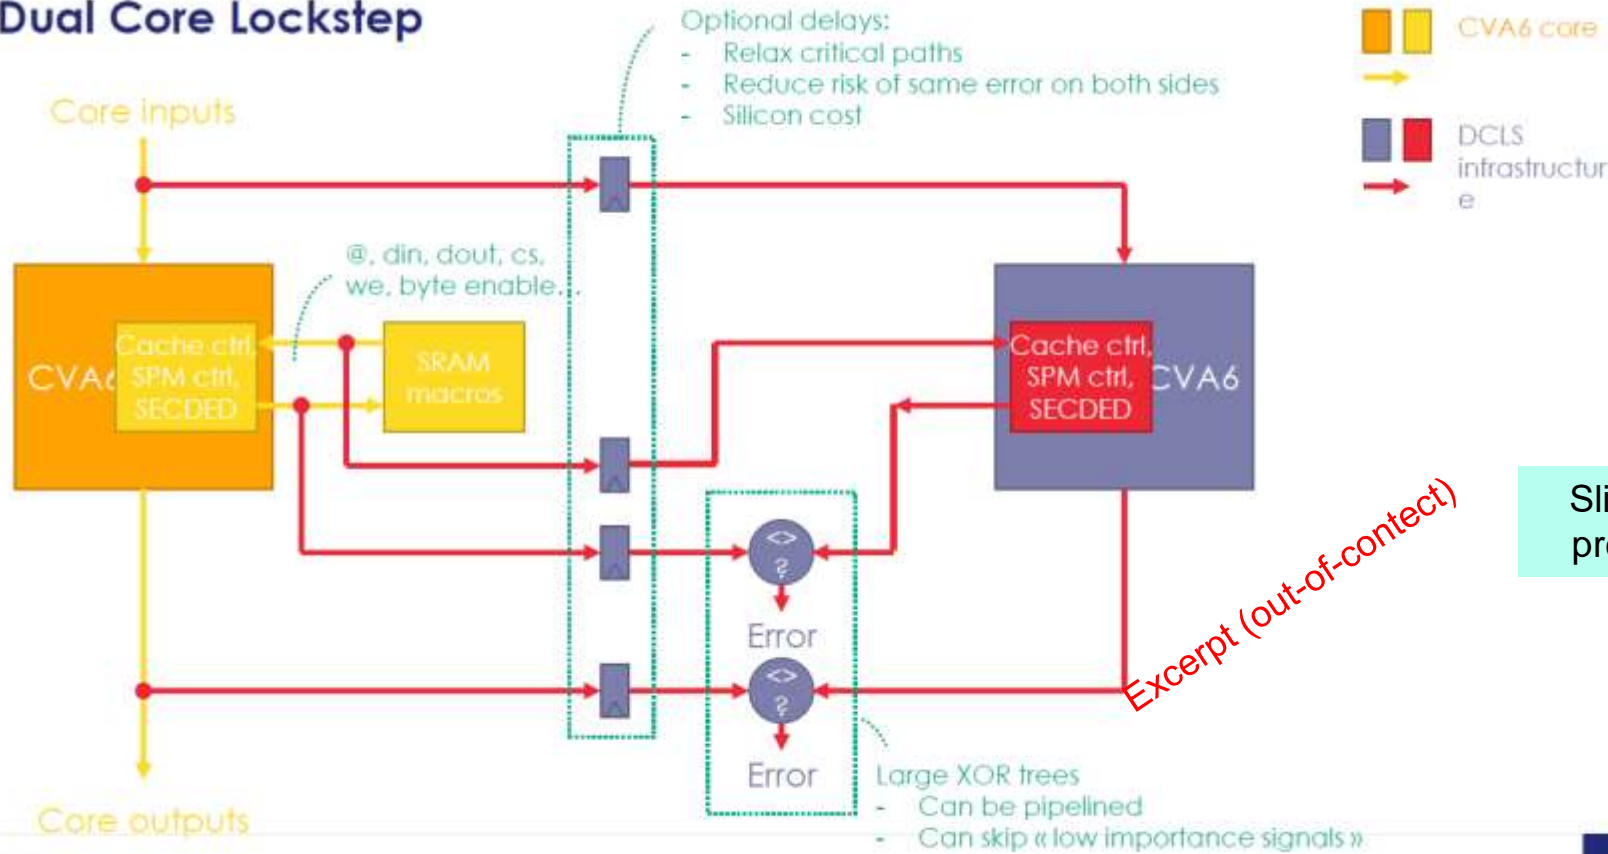 Dual Core Lockstep
Optional delays:
- Relax critical paths
- Reduce risk of same error on both sides
- Silicon cost
CVA6 core
DCLS
infrastructur
e
Core inputs
@, din, dout, cs,
we, byte enable...
CVA6
Cache ctrl,
SPM ctrl,
SECDED
SRAM
macros
Cache ctrl,
SPM ctrl,
SECDED
CVA6
<>
?
Error
<>
?
Error
Excerpt (out-of-contect)
Large XOR trees
- Can be pipelined
- Can skip « low importance signals »
Core outputs